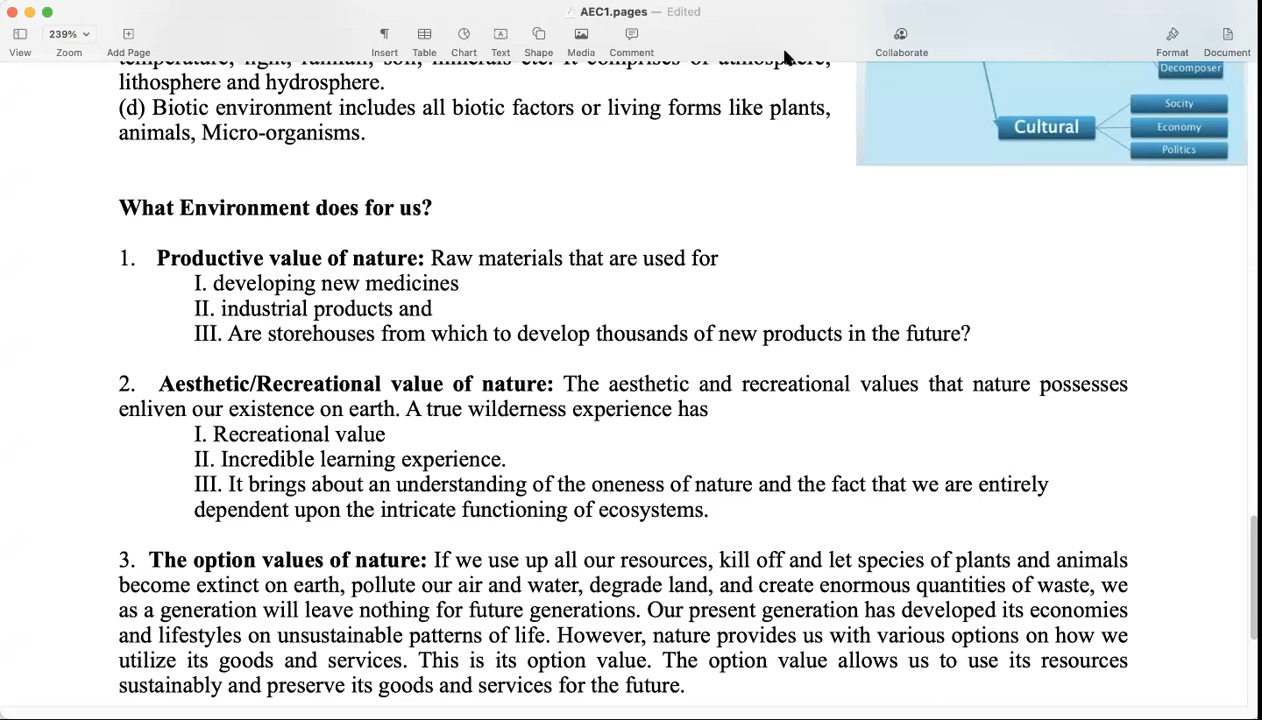 AEC1.pages — Edited
239%
View
Zoom
Add Page
Insert
Table
Chart
Text
Shape
Media
Comment
Collaborate
Format
Document
temperature, light, rainfall, soil, minerals etc. It comprises of atmosphere,
lithosphere and hydrosphere.
(d) Biotic environment includes all biotic factors or living forms like plants,
animals, Micro-organisms.
Decomposer
Cultural
Socity
Economy
Politics
What Environment does for us?
1. Productive value of nature: Raw materials that are used for
I. developing new medicines
II. industrial products and
III. Are storehouses from which to develop thousands of new products in the future?
2. Aesthetic/Recreational value of nature: The aesthetic and recreational values that nature possesses
enliven our existence on earth. A true wilderness experience has
I. Recreational value
II. Incredible learning experience.
III. It brings about an understanding of the oneness of nature and the fact that we are entirely
dependent upon the intricate functioning of ecosystems.
3. The option values of nature: If we use up all our resources, kill off and let species of plants and animals
become extinct on earth, pollute our air and water, degrade land, and create enormous quantities of waste, we
as a generation will leave nothing for future generations. Our present generation has developed its economies
and lifestyles on unsustainable patterns of life. However, nature provides us with various options on how we
utilize its goods and services. This is its option value. The option value allows us to use its resources
sustainably and preserve its goods and services for the future.